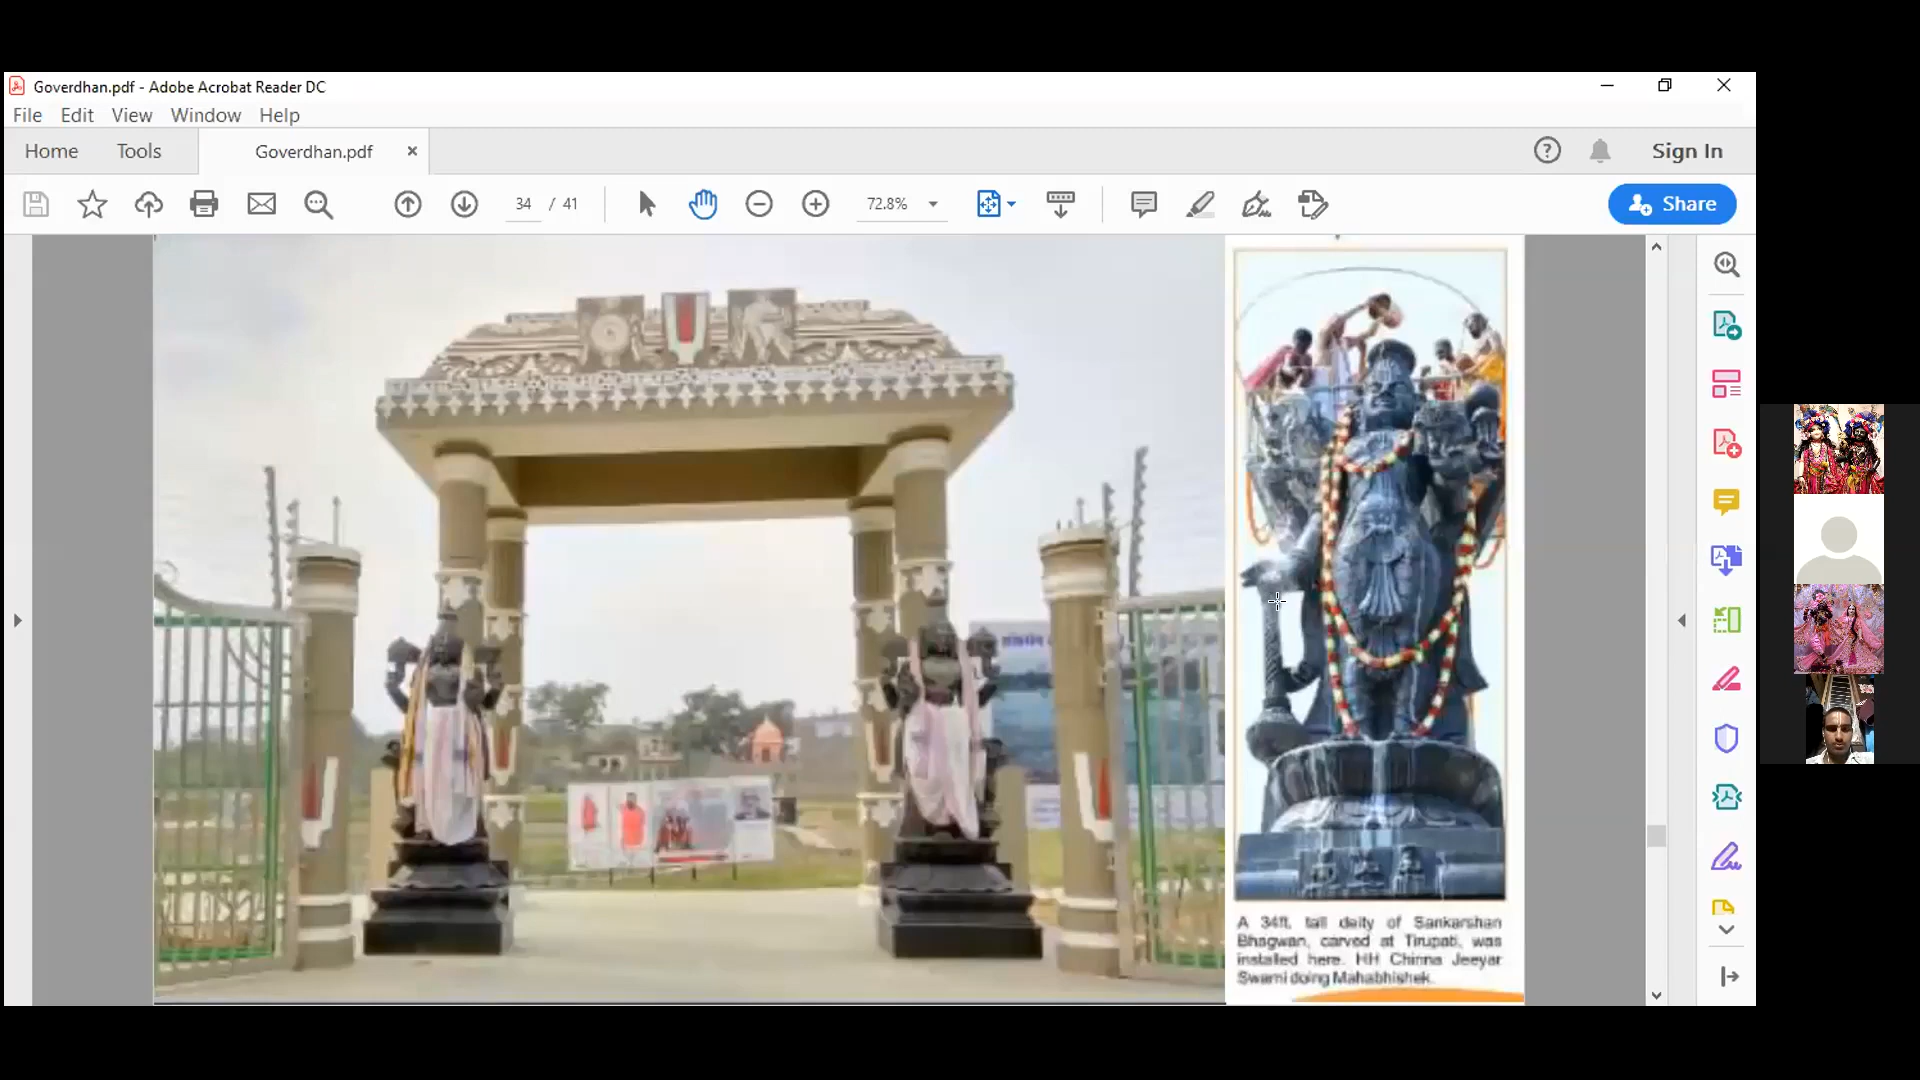 Goverdhan.pdf - Adobe Acrobat Reader DC
File Edit View Window Help
Home Tools Goverdhan.pdf Sign In
34 / 41 72.8% Share
A 34ft. tall deity of Sankarshan
Bhagwan, carved at Tirupati, was
installed here. HH Chinna Jeeyar
Swami doing Mahabhishek.